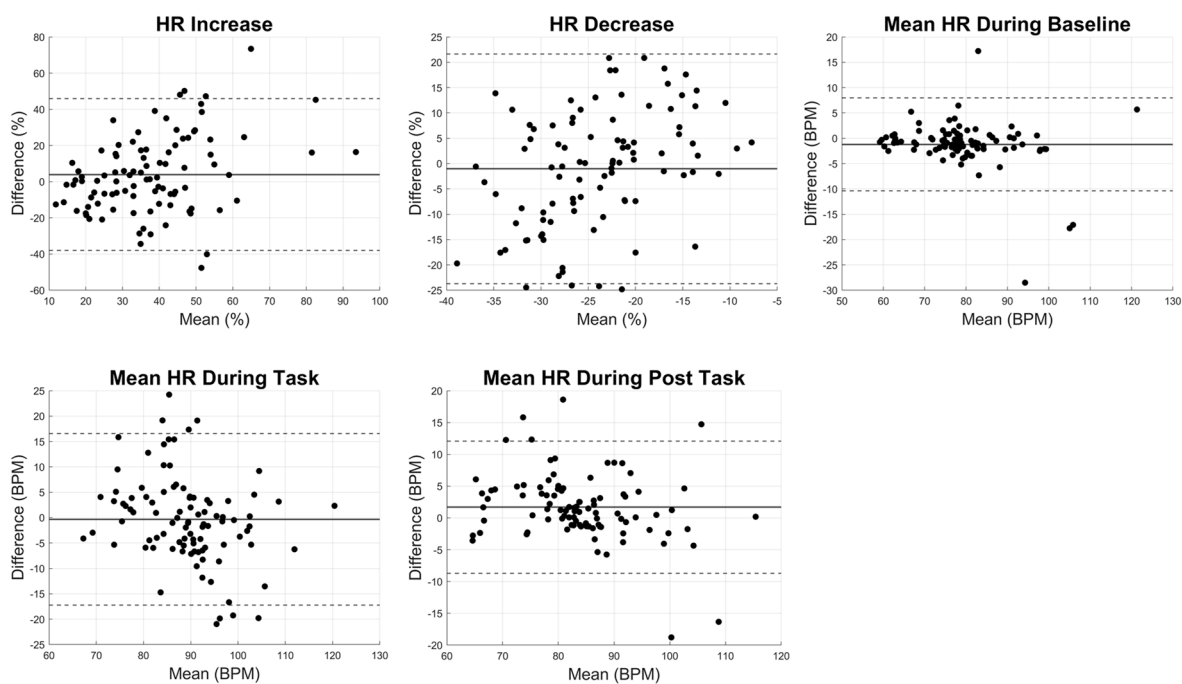 HR Increase
80
60
40
20
0
-20
-40
-60
Difference (%)
10 20 30 40 50 60 70 80 90 100
Mean (%)
HR Decrease
25
20
15
10
5
0
-5
-10
-15
-20
-25
Difference (%)
-40 -35 -30 -25 -20 -15 -10 -5
Mean (%)
Mean HR During Baseline
20
15
10
5
0
-5
-10
-15
-20
-25
-30
Difference (BPM)
50 60 70 80 90 100 110 120 130
Mean (BPM)
Mean HR During Task
25
20
15
10
5
0
-5
-10
-15
-20
-25
Difference (BPM)
60 70 80 90 100 110 120 130
Mean (BPM)
Mean HR During Post Task
20
15
10
5
0
-5
-10
-15
-20
Difference (BPM)
60 70 80 90 100 110 120
Mean (BPM)